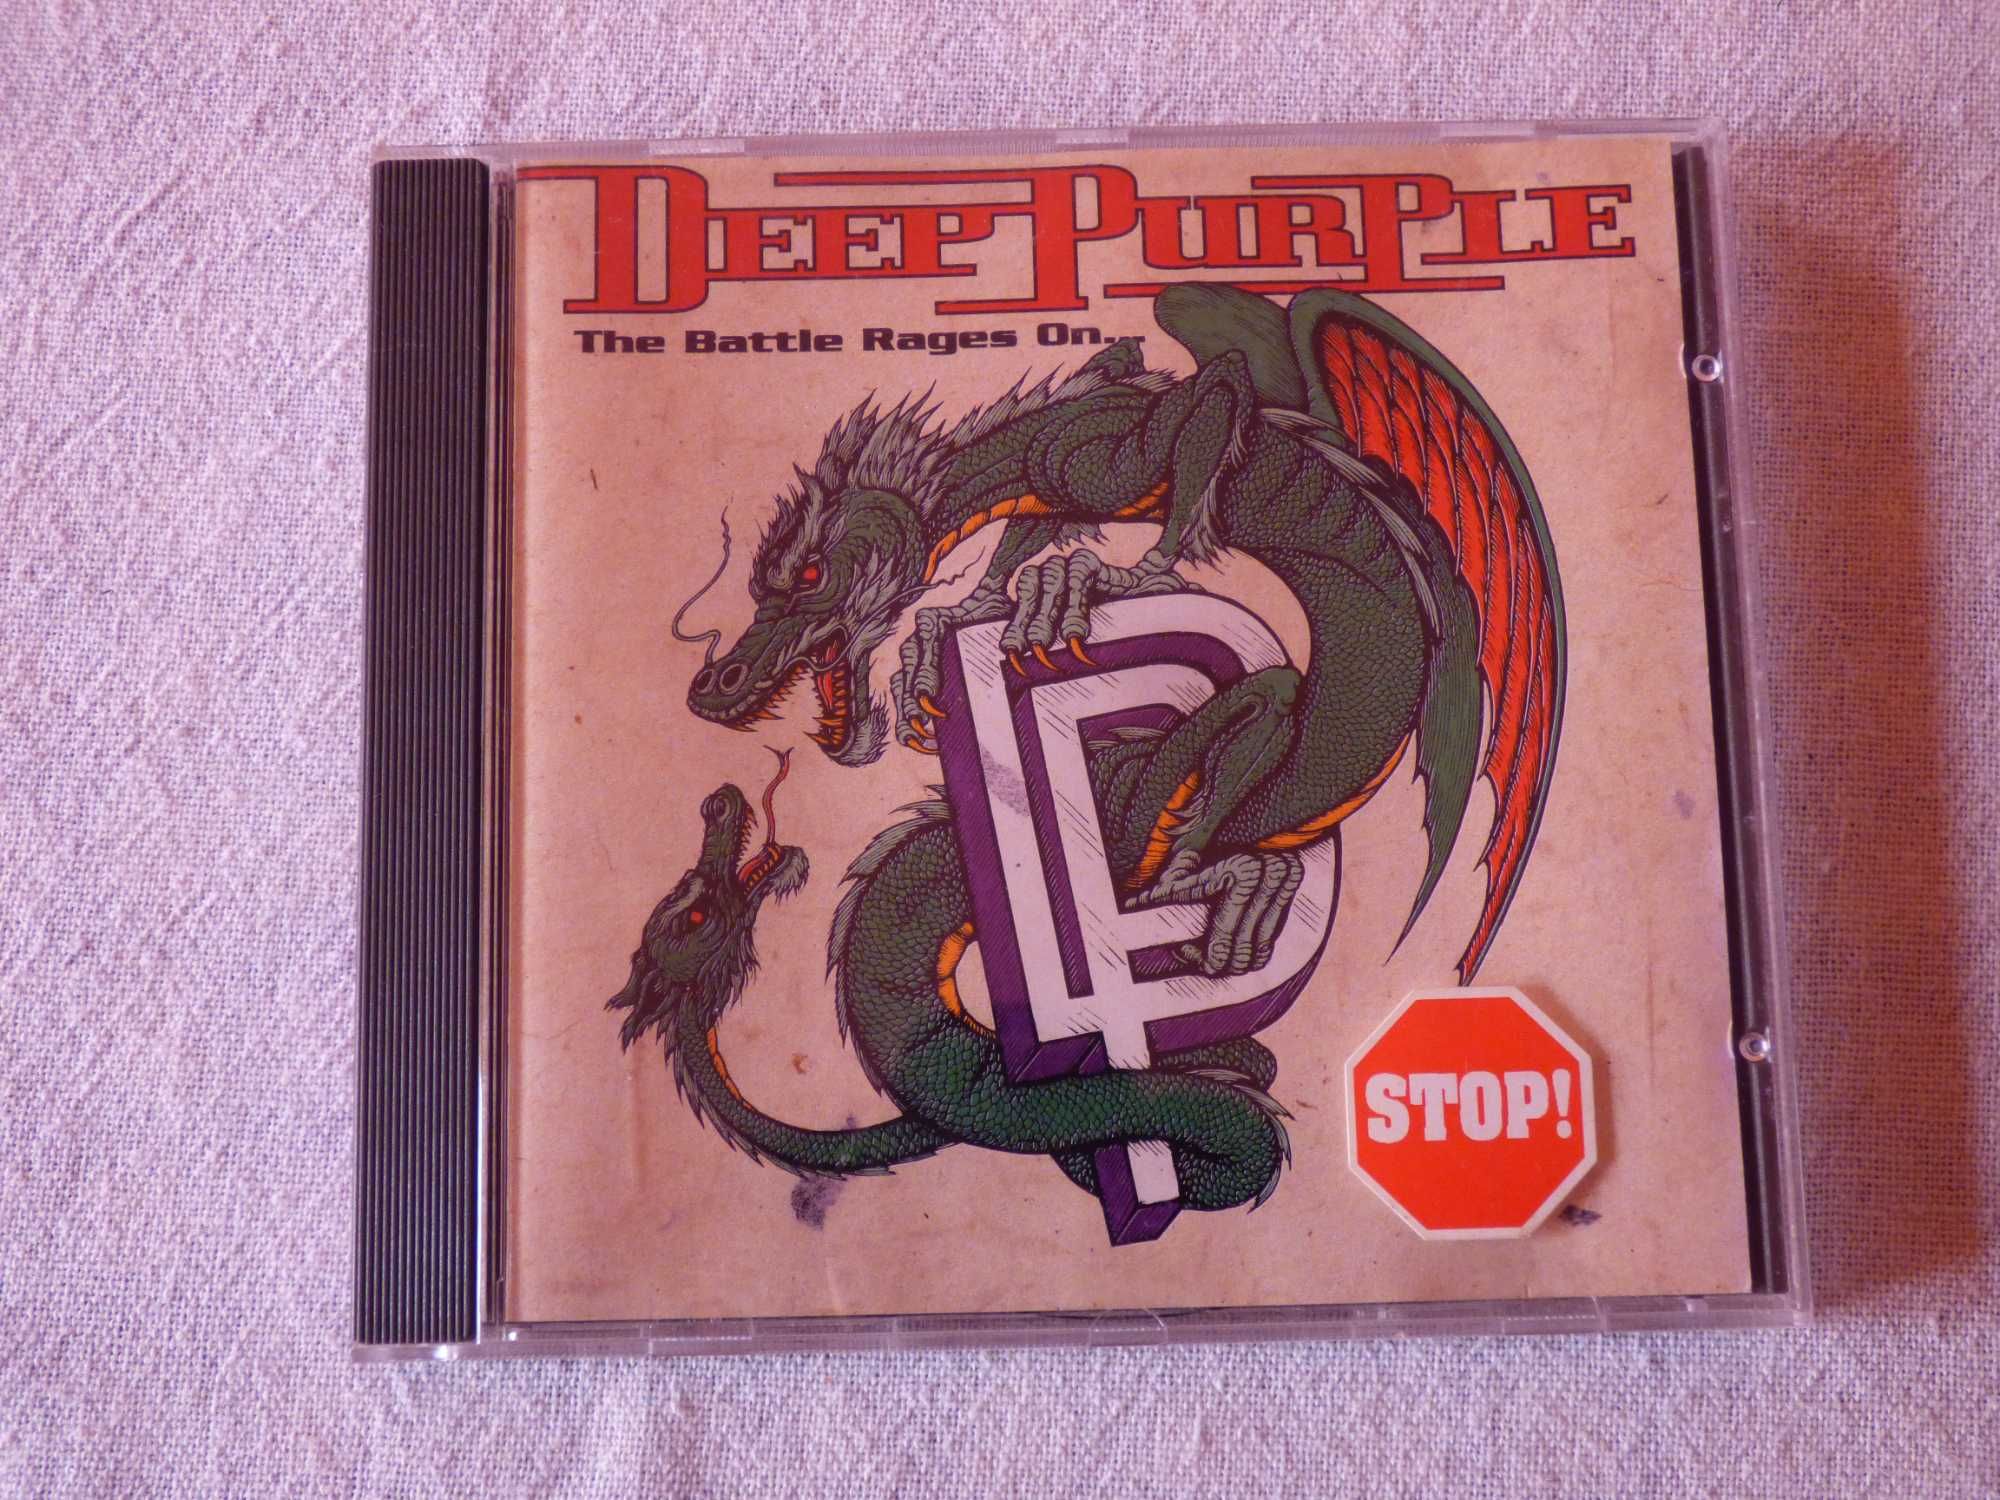 DEEP PURPLE
The Battle Rages On...
STOP!